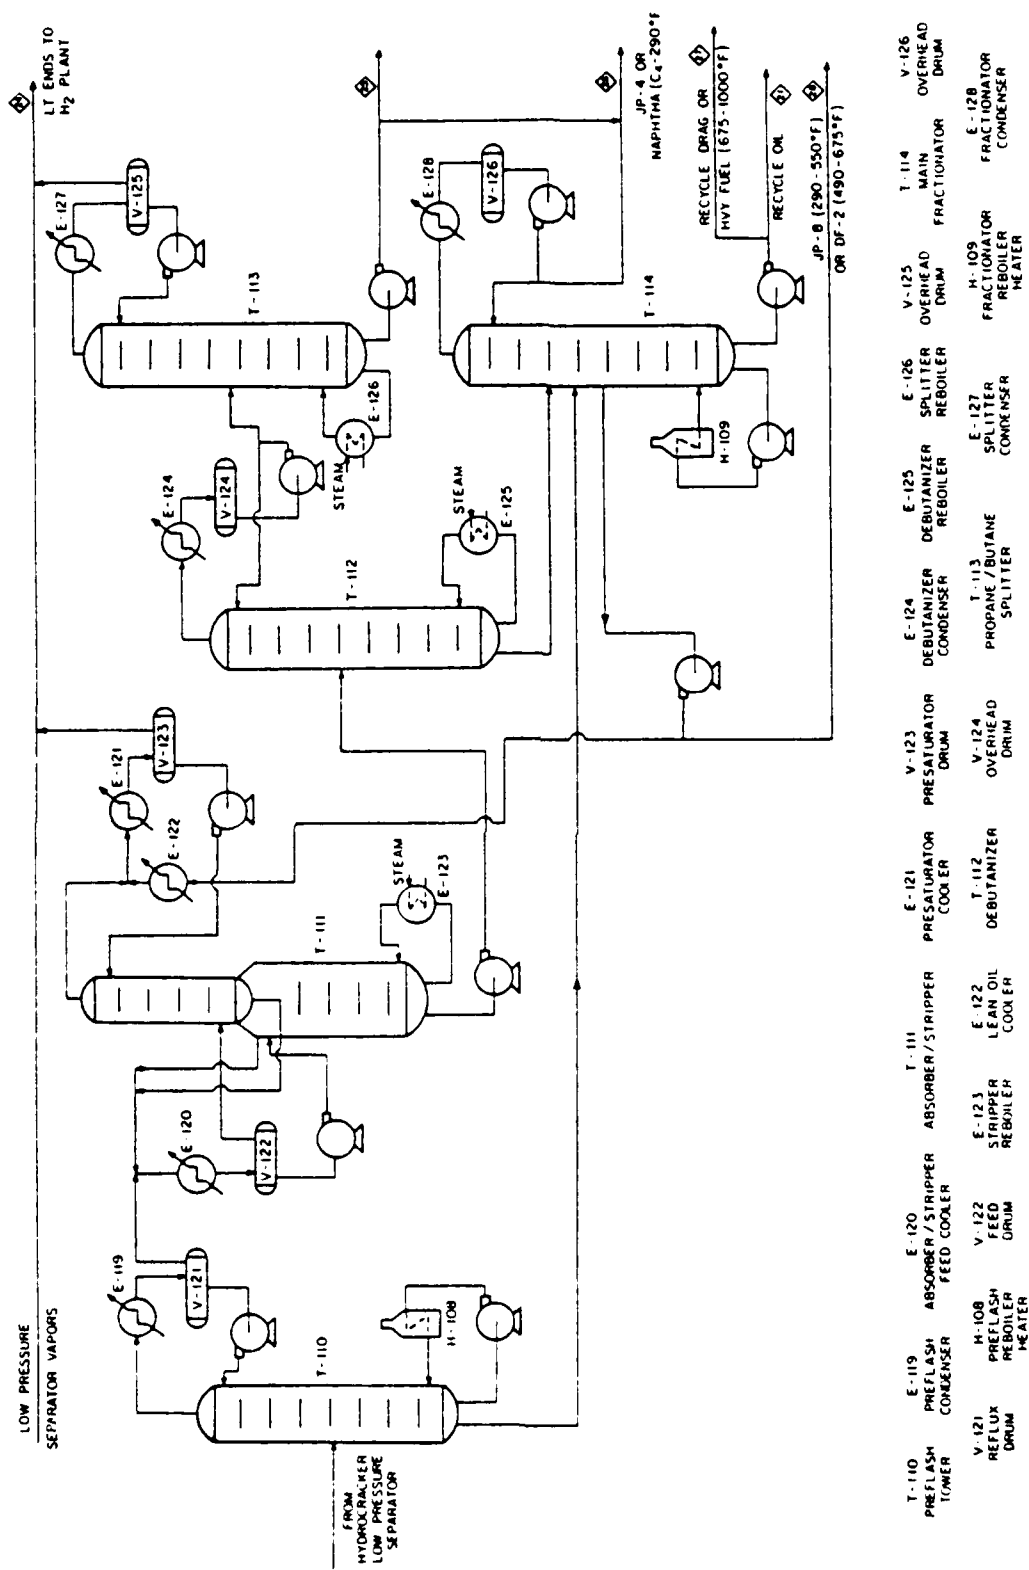 LOW PRESSURE
SEPARATOR VAPORS
LT ENDS TO
H2 PLANT
FROM
HYDROCRACKER
LOW PRESSURE
SEPARATOR
T-110
E-119
V-121
H-108
E-120
V-122
T-111
E-121
V-123
E-122
STEAM
E-123
T-112
E-124
V-124
STEAM
E-125
T-113
E-127
V-125
STEAM
E-126
T-114
E-128
V-126
H-109
JP-4 OR
NAPHTHA (C4-290°F
RECYCLE DRAG OR
HVY FUEL (675-1000°F)
27
RECYCLE OIL
21
JP-8 (290-550°F)
OR DF-2 (490-675°F)
T-110
PREFLASH
TOWER
E-119
PREFLASH
CONDENSER
E-120
ABSORBER/STRIPPER
FEED COOLER
T-111
ABSORBER/STRIPPER
E-121
PRESATURATOR
COOLER
V-123
PRESATURATOR
DRUM
E-124
DEBUTANIZER
CONDENSER
E-125
DEBUTANIZER
REBOILER
E-126
SPLITTER
REBOILER
V-125
OVERHEAD
DRUM
T-114
MAIN
FRACTIONATOR
V-126
OVERHEAD
DRUM
V-121
REFLUX
DRUM
H-108
PREFLASH
REBOILER
HEATER
V-122
FEED
DRUM
E-123
STRIPPER
REBOILER
E-122
LEAN OIL
COOLER
T-112
DEBUTANIZER
V-124
OVERHEAD
DRUM
T-113
PROPANE/BUTANE
SPLITTER
E-127
SPLITTER
CONDENSER
H-109
FRACTIONATOR
REBOILER
HEATER
E-128
FRACTIONATOR
CONDENSER